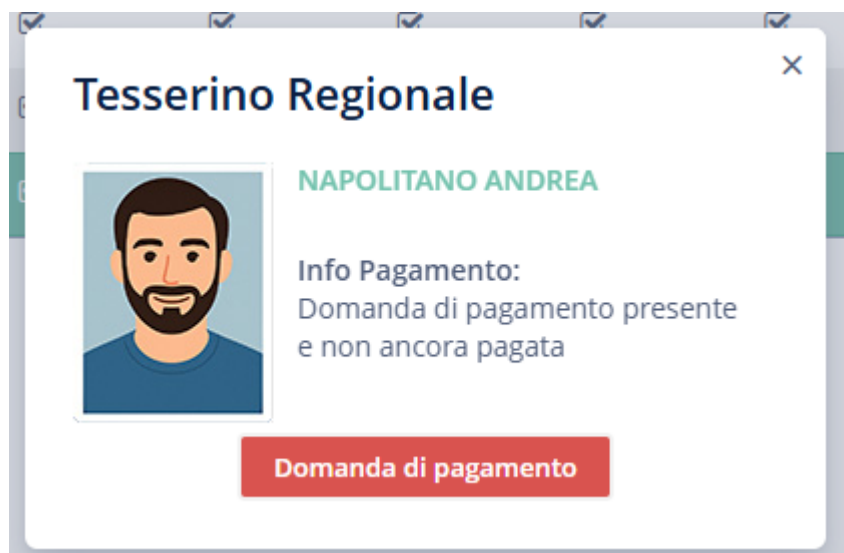 Tesserino Regionale
NAPOLITANO ANDREA
Info Pagamento:
Domanda di pagamento presente
e non ancora pagata
Domanda di pagamento